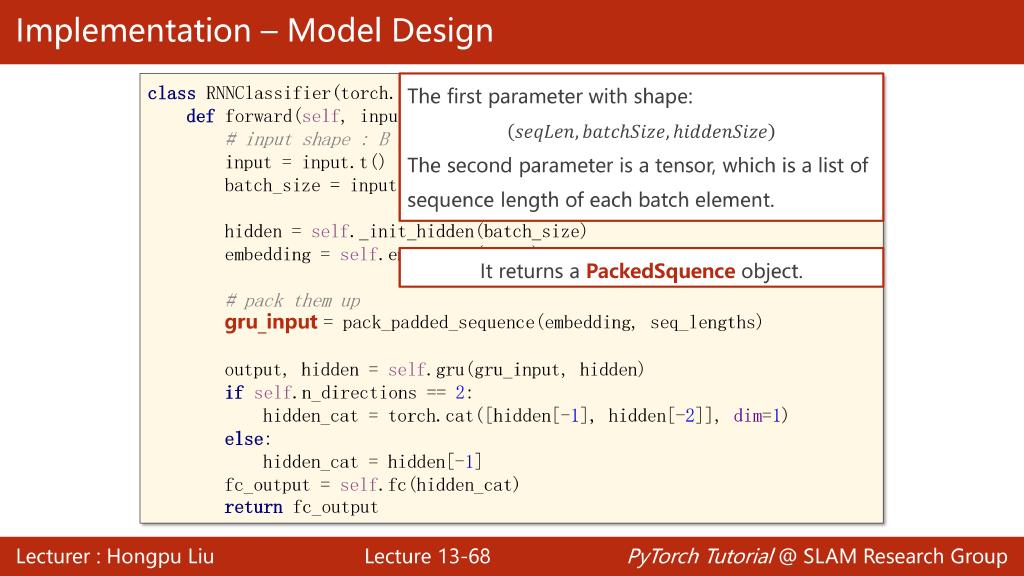 Implementation – Model Design
class RNNClassifier(torch.
The first parameter with shape:
def forward(self, inpu
(seqLen, batchSize, hiddenSize)
# input shape : B
input = input.t()
The second parameter is a tensor, which is a list of
batch_size = input
sequence length of each batch element.
hidden = self._init_hidden(batch_size)
embedding = self.e
It returns a PackedSquence object.
# pack them up
gru_input = pack_padded_sequence(embedding, seq_lengths)
output, hidden = self.gru(gru_input, hidden)
if self.n_directions == 2:
hidden_cat = torch.cat([hidden[-1], hidden[-2]], dim=1)
else:
hidden_cat = hidden[-1]
fc_output = self.fc(hidden_cat)
return fc_output
Lecturer : Hongpu Liu
Lecture 13-68
PyTorch Tutorial @ SLAM Research Group